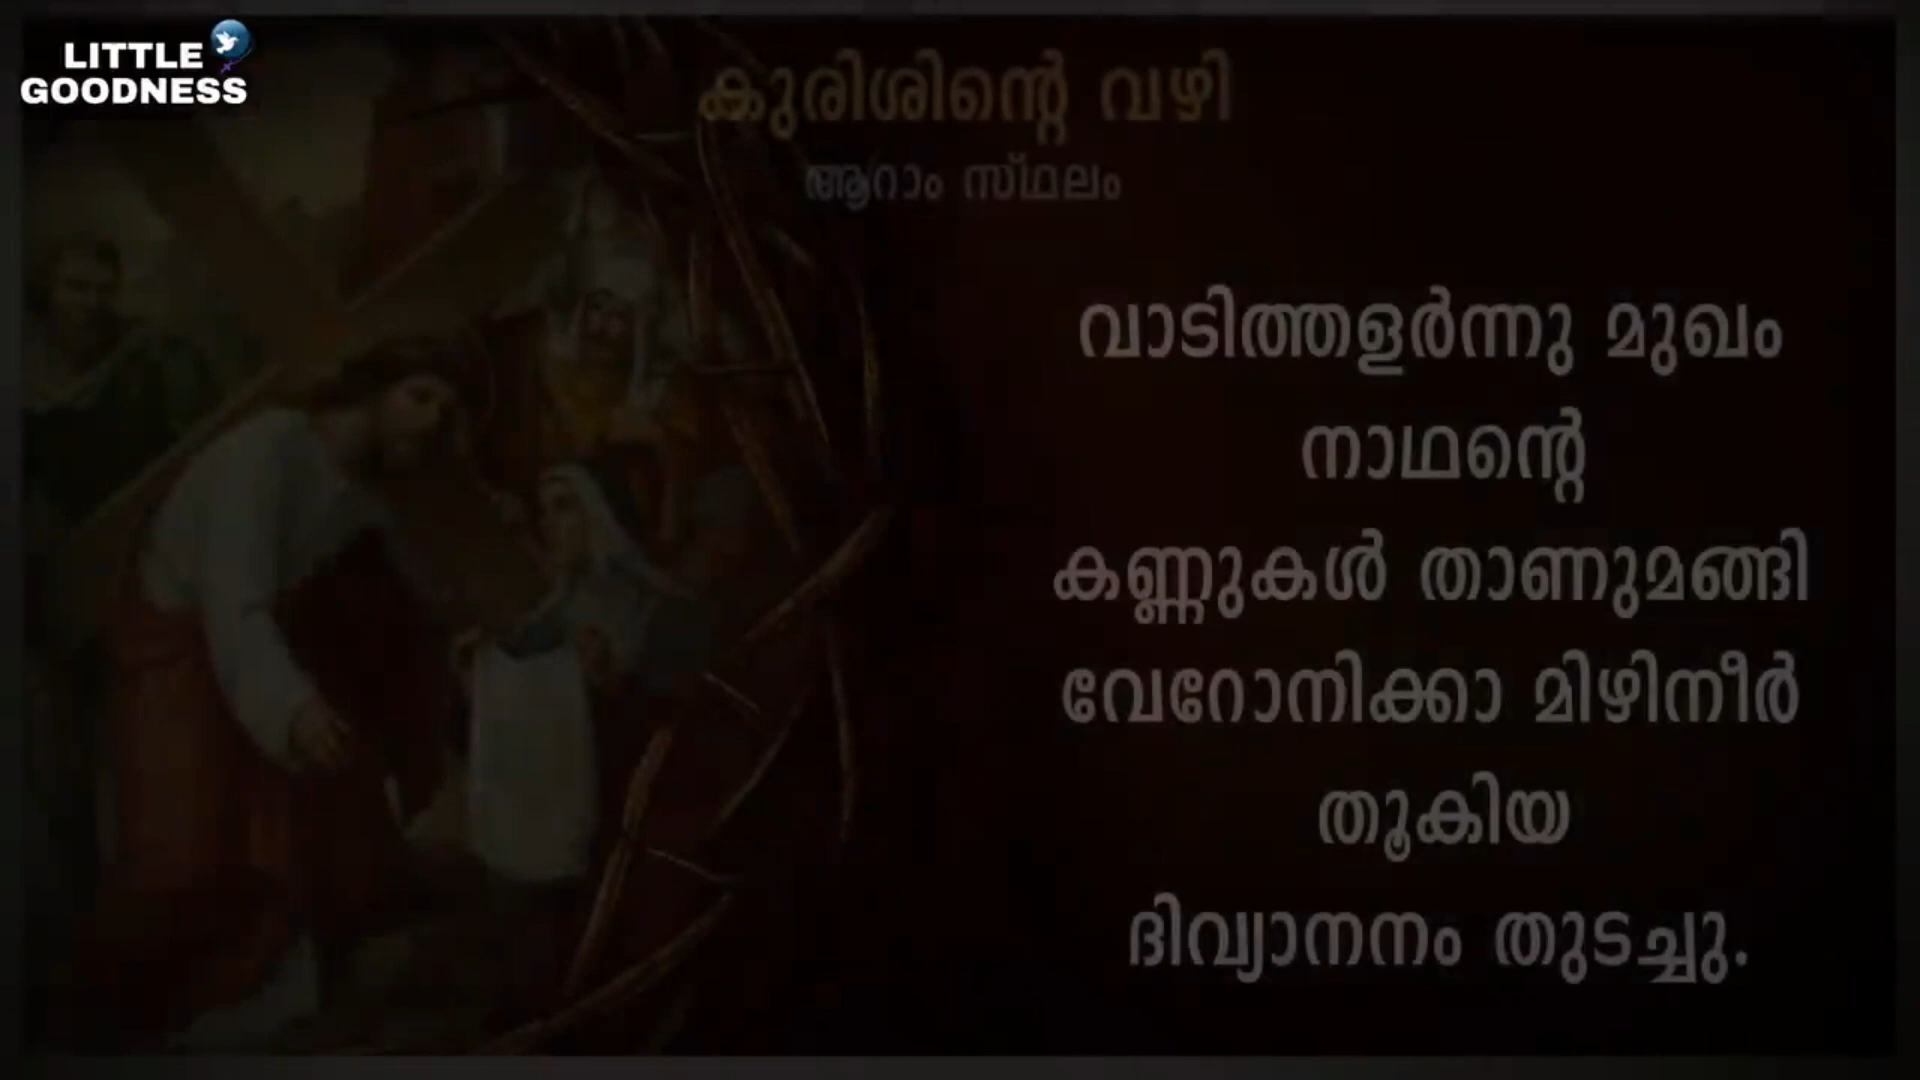 LITTLE
GOODNESS
കുരിശിന്റെ വഴി
ആറാം സ്ഥലം
വാടിത്തളർന്നു മുഖം
നാഥന്റെ
കണ്ണുകൾ താണുമങ്ങി
വേറോനിക്കാ മിഴിനീർ
തൂകിയ
ദിവ്യാനനം തുടച്ചു.